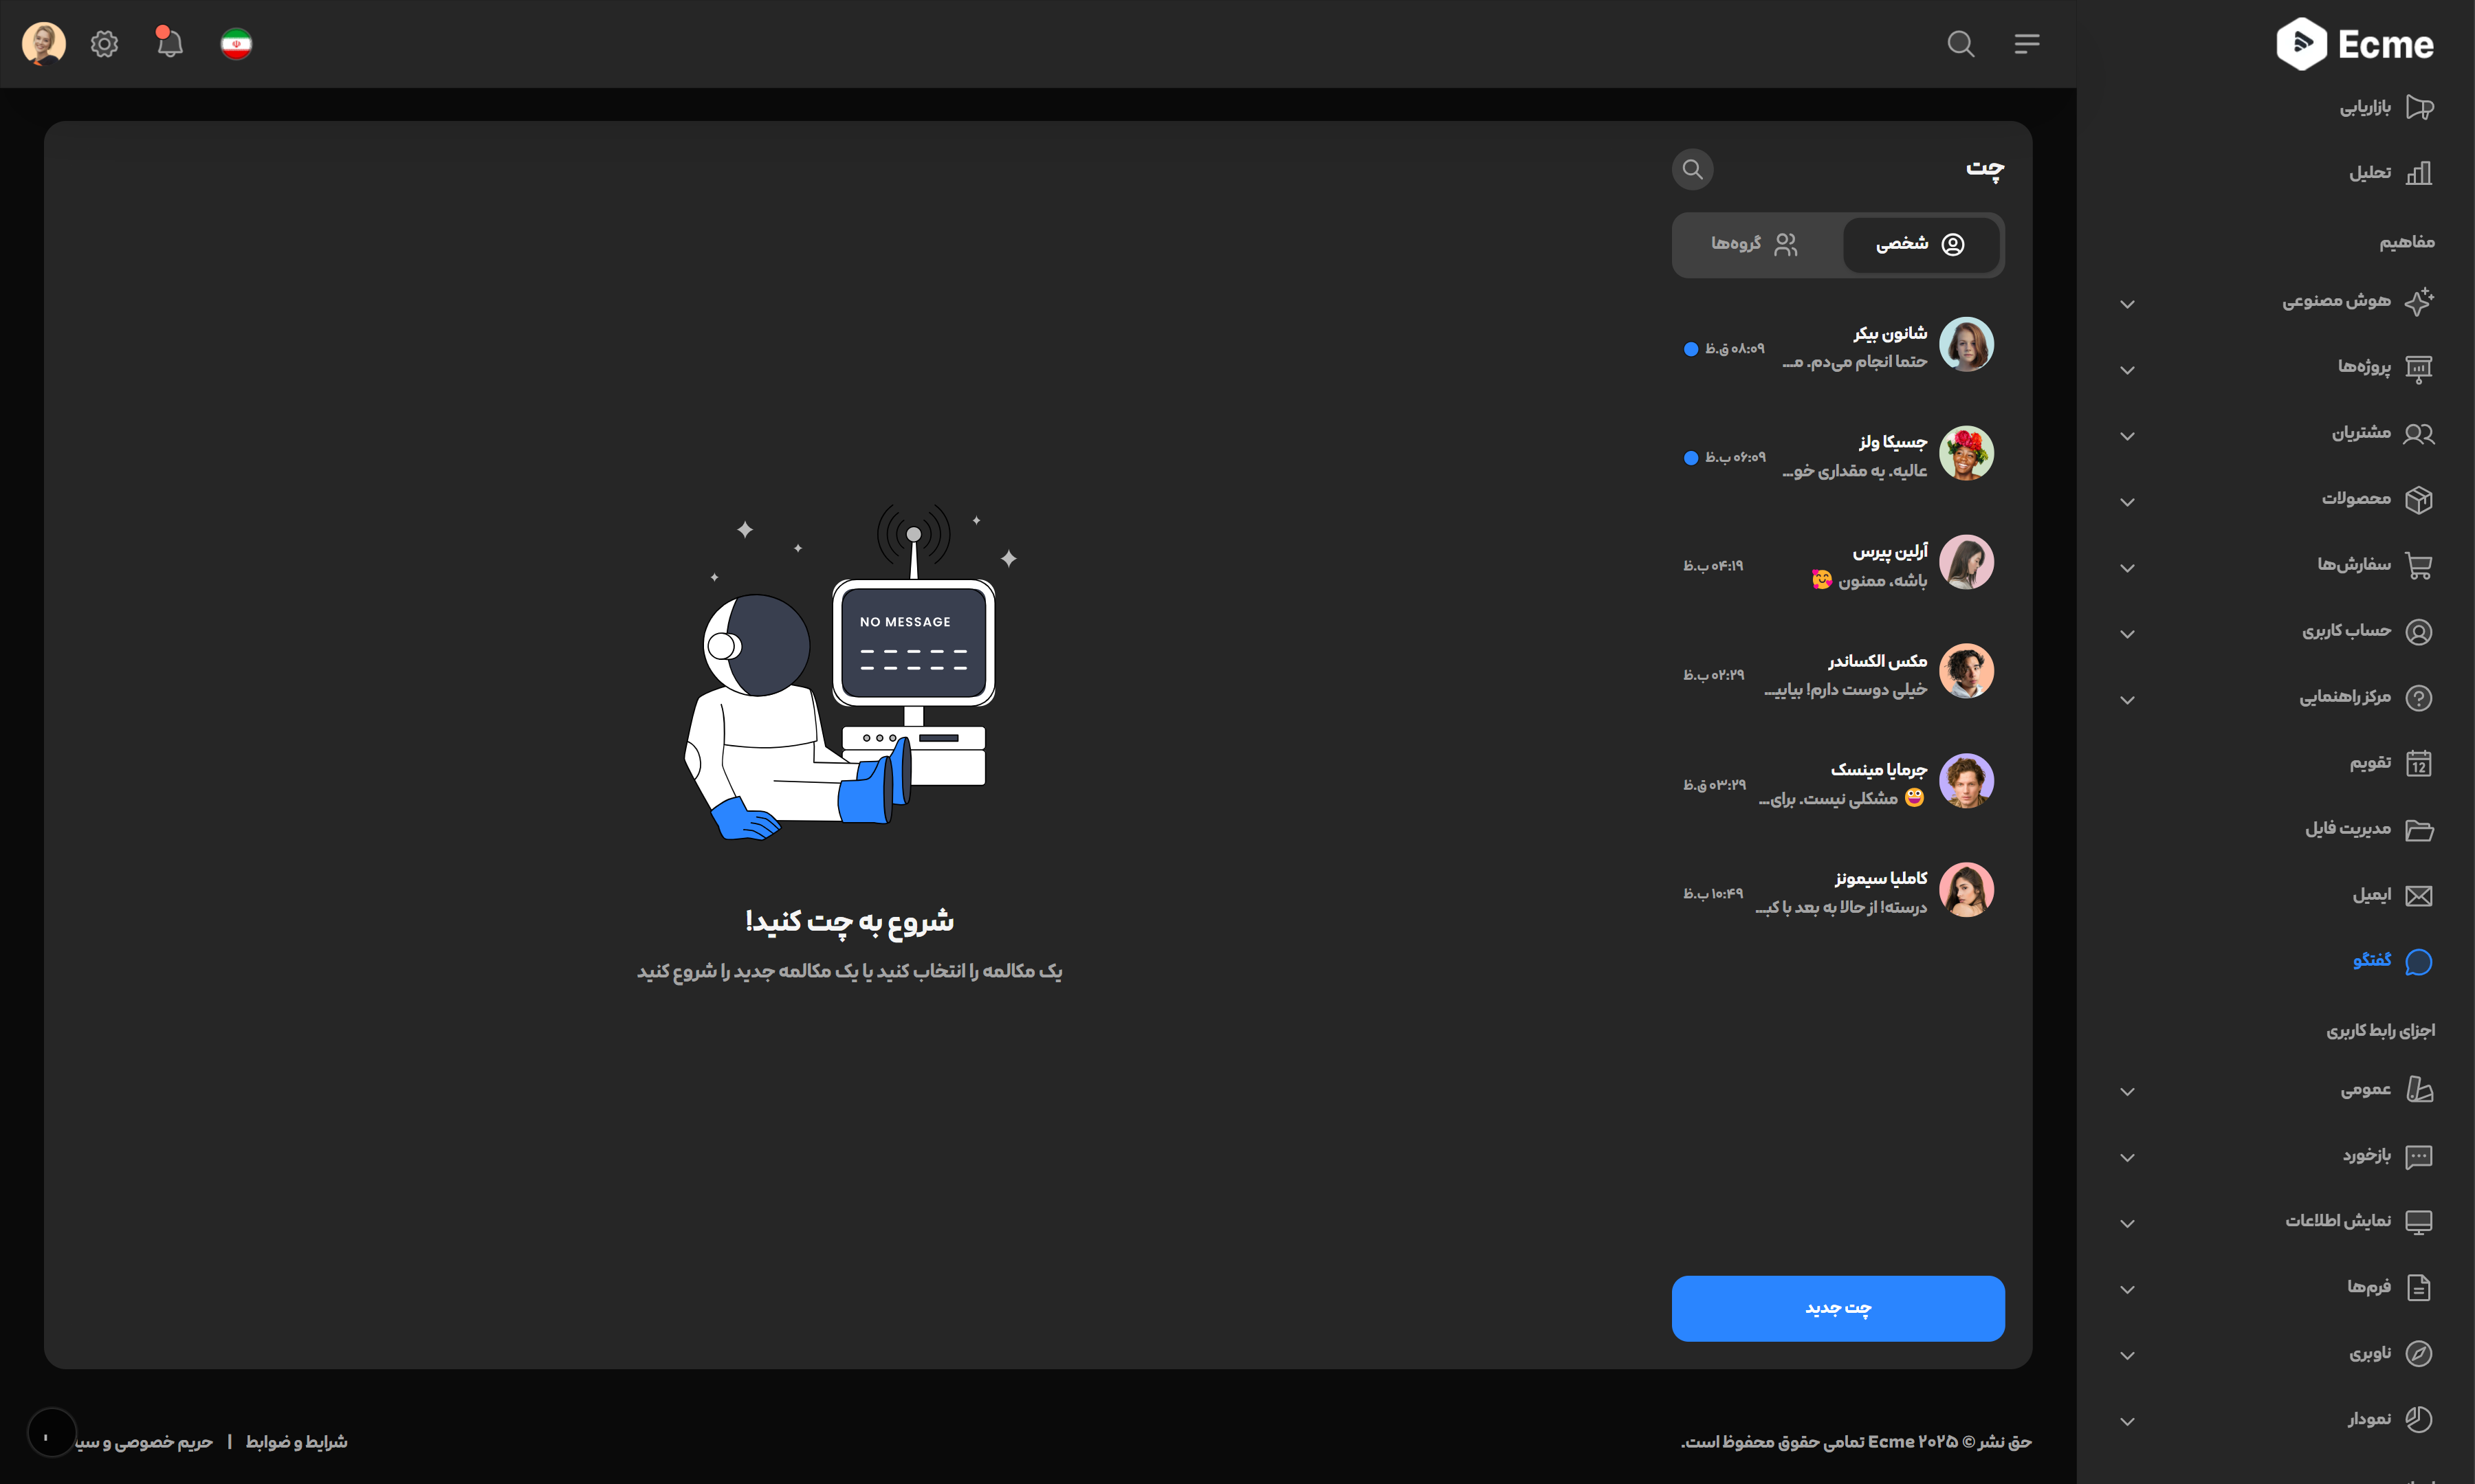 Ecme
بازاریابی
تحلیل
مفاهیم
هوش مصنوعی
پروژه‌ها
مشتریان
محصولات
سفارش‌ها
حساب کاربری
مرکز راهنمایی
تقویم
12
مدیریت فایل
ایمیل
گفتگو
اجزای رابط کاربری
عمومی
بازخورد
نمایش اطلاعات
فرم‌ها
ناوبری
نمودار
چت
شخصی
گروه‌ها
شانون بیکر
۰۸:۰۹ ق.ظ
حتما انجام می‌دم. م...
جسیکا ولز
۰۶:۰۹ ب.ظ
عالیه. یه مقداری خو...
آرلین پیرس
۰۴:۱۹ ب.ظ
باشه، ممنون 🥰
مکس الکساندر
۰۲:۲۹ ب.ظ
خیلی دوست دارم! بیایی...
جرمایا مینسک
۰۳:۲۹ ق.ظ
😀 مشکلی نیست. برای...
کاملیا سیمونز
۱۰:۴۹ ب.ظ
درسته! از حالا به بعد با کب...
چت جدید
NO MESSAGE
شروع به چت کنید!
یک مکالمه را انتخاب کنید یا یک مکالمه جدید را شروع کنید
حق نشر © ۲۰۲۵ Ecme تمامی حقوق محفوظ است.
شرایط و ضوابط | حریم خصوصی و سیا